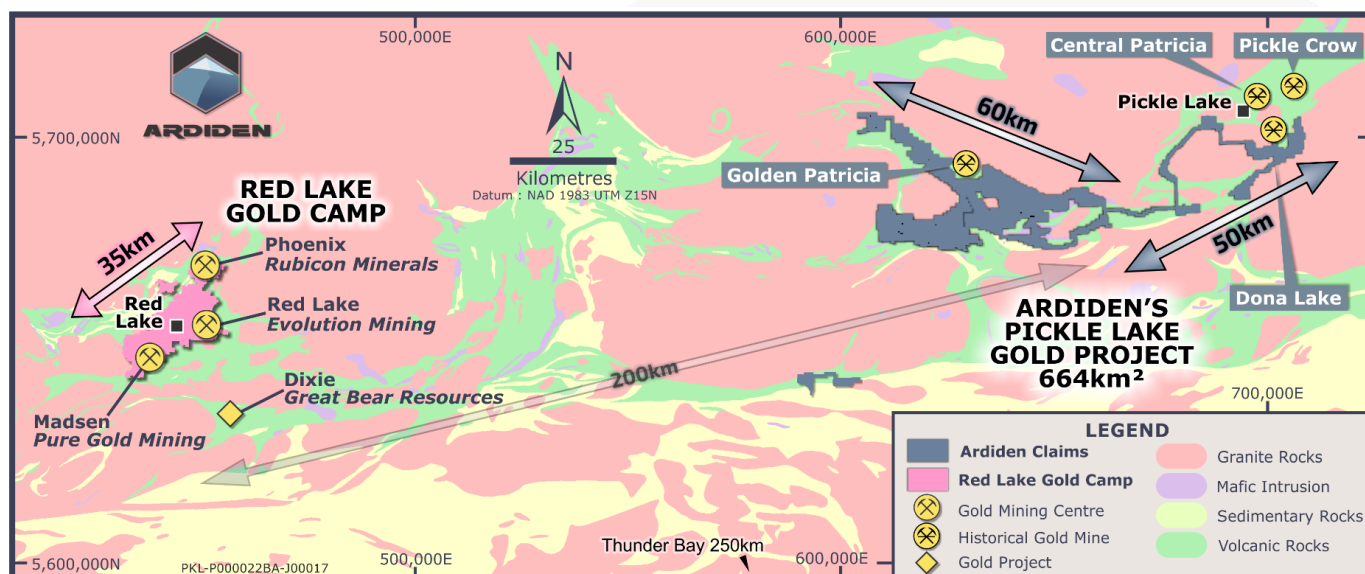 500,000E
600,000E
700,000E
ARDIDEN
5,700,000N
N
25
Kilometres
Datum : NAD 1983 UTM Z15N
Central Patricia
Pickle Crow
Pickle Lake
60km
Golden Patricia
50km
Dona Lake
RED LAKE
GOLD CAMP
35km
Phoenix
Rubicon Minerals
Red
Lake
Red Lake
Evolution Mining
Dixie
Great Bear Resources
Madsen
Pure Gold Mining
200km
ARDIDEN'S
PICKLE LAKE
GOLD PROJECT
664km²
700,000E
LEGEND
Ardiden Claims
Red Lake Gold Camp
Gold Mining Centre
Historical Gold Mine
Gold Project
Granite Rocks
Mafic Intrusion
Sedimentary Rocks
Volcanic Rocks
5,600,000N
PKL-P000022BA-J00017
500,000E
Thunder Bay 250km
600,000E